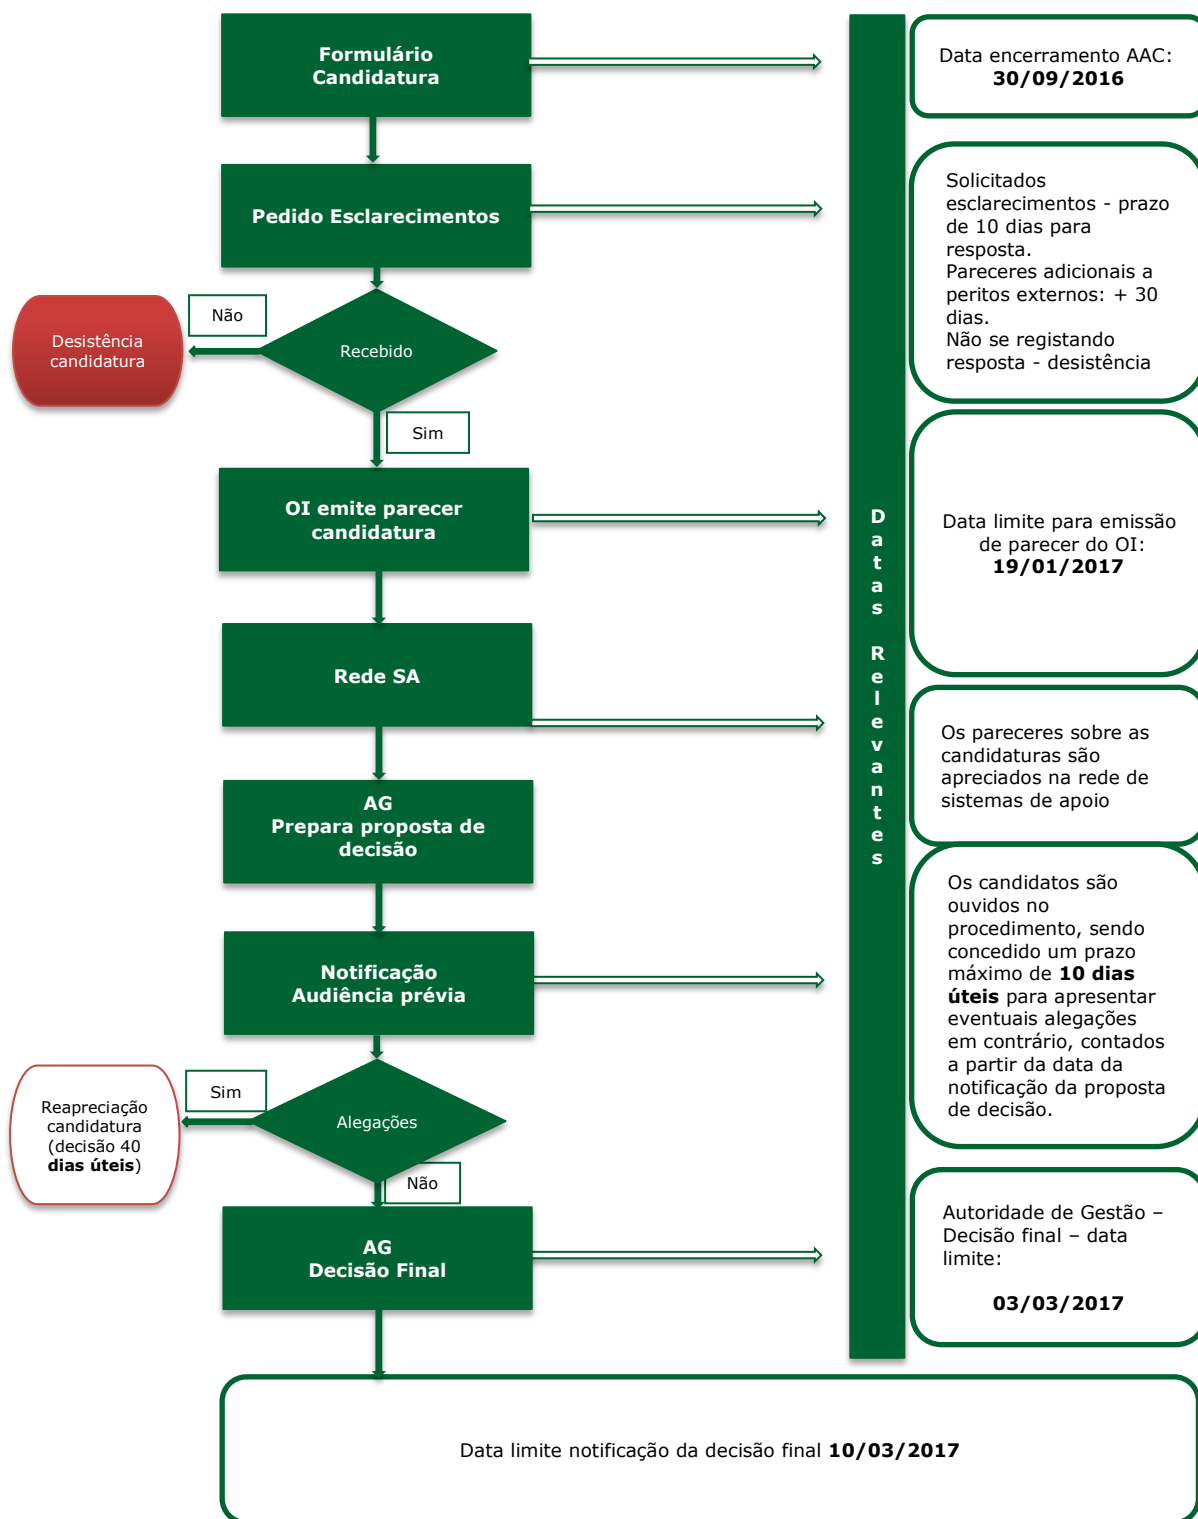 Formulário
Candidatura
Data encerramento AAC:
30/09/2016
Pedido Esclarecimentos
Solicitados
esclarecimentos - prazo
de 10 dias para
resposta.
Pareceres adicionais a
peritos externos: + 30
dias.
Não se registando
resposta - desistência
Não
Desistência
candidatura
Recebido
Sim
OI emite parecer
candidatura
Data limite para emissão
de parecer do OI:
19/01/2017
Datas Relevantes
Rede SA
Os pareceres sobre as
candidaturas são
apreciados na rede de
sistemas de apoio
AG
Prepara proposta de
decisão
Notificação
Audiência prévia
Os candidatos são
ouvidos no
procedimento, sendo
concedido um prazo
máximo de 10 dias
úteis para apresentar
eventuais alegações
em contrário, contados
a partir da data da
notificação da proposta
de decisão.
Sim
Reapreciação
candidatura
(decisão 40
dias úteis)
Alegações
Não
AG
Decisão Final
Autoridade de Gestão –
Decisão final – data
limite:
03/03/2017
Data limite notificação da decisão final 10/03/2017